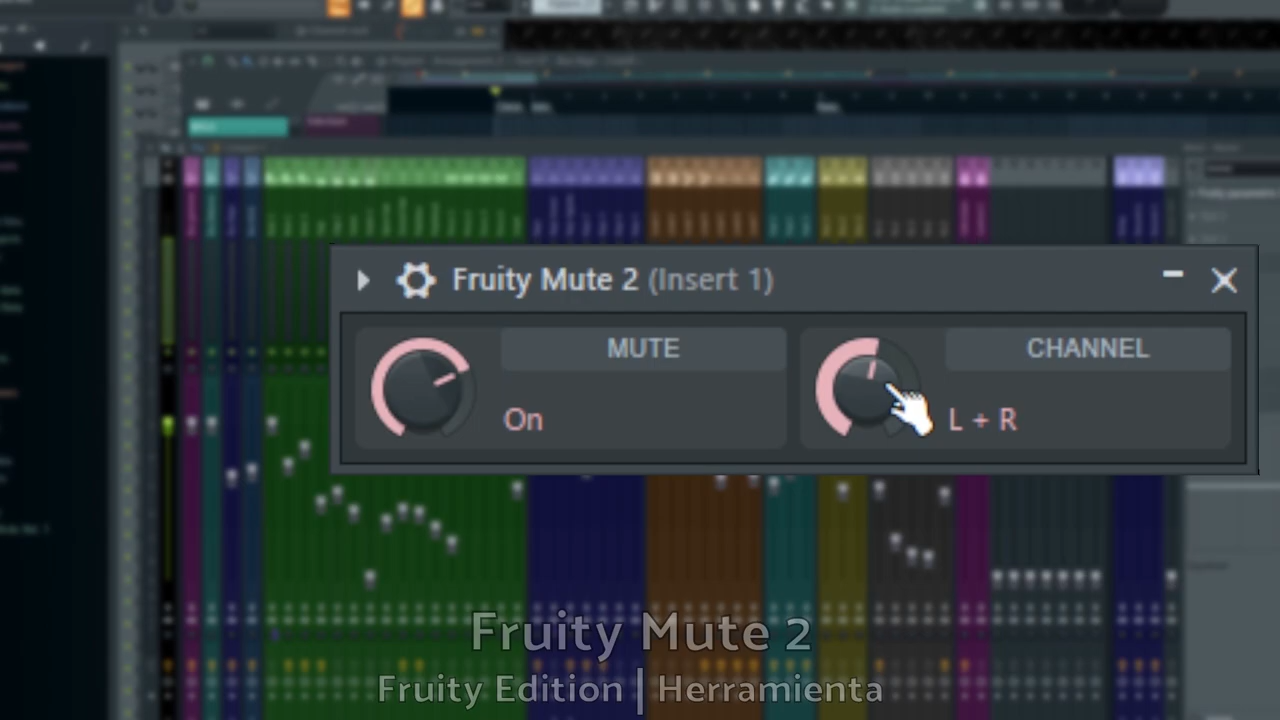 Fruity Mute 2 (Insert 1)
MUTE
CHANNEL
On
L + R
Fruity Mute 2
Fruity Edition | Herramienta